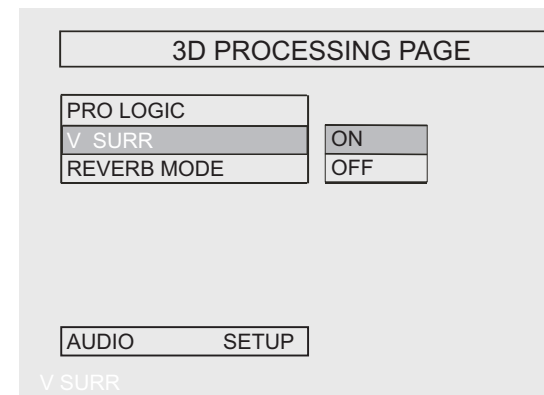 3D PROCESSING PAGE
PRO LOGIC
V SURR
ON
REVERB MODE
OFF
AUDIO SETUP
V SURR